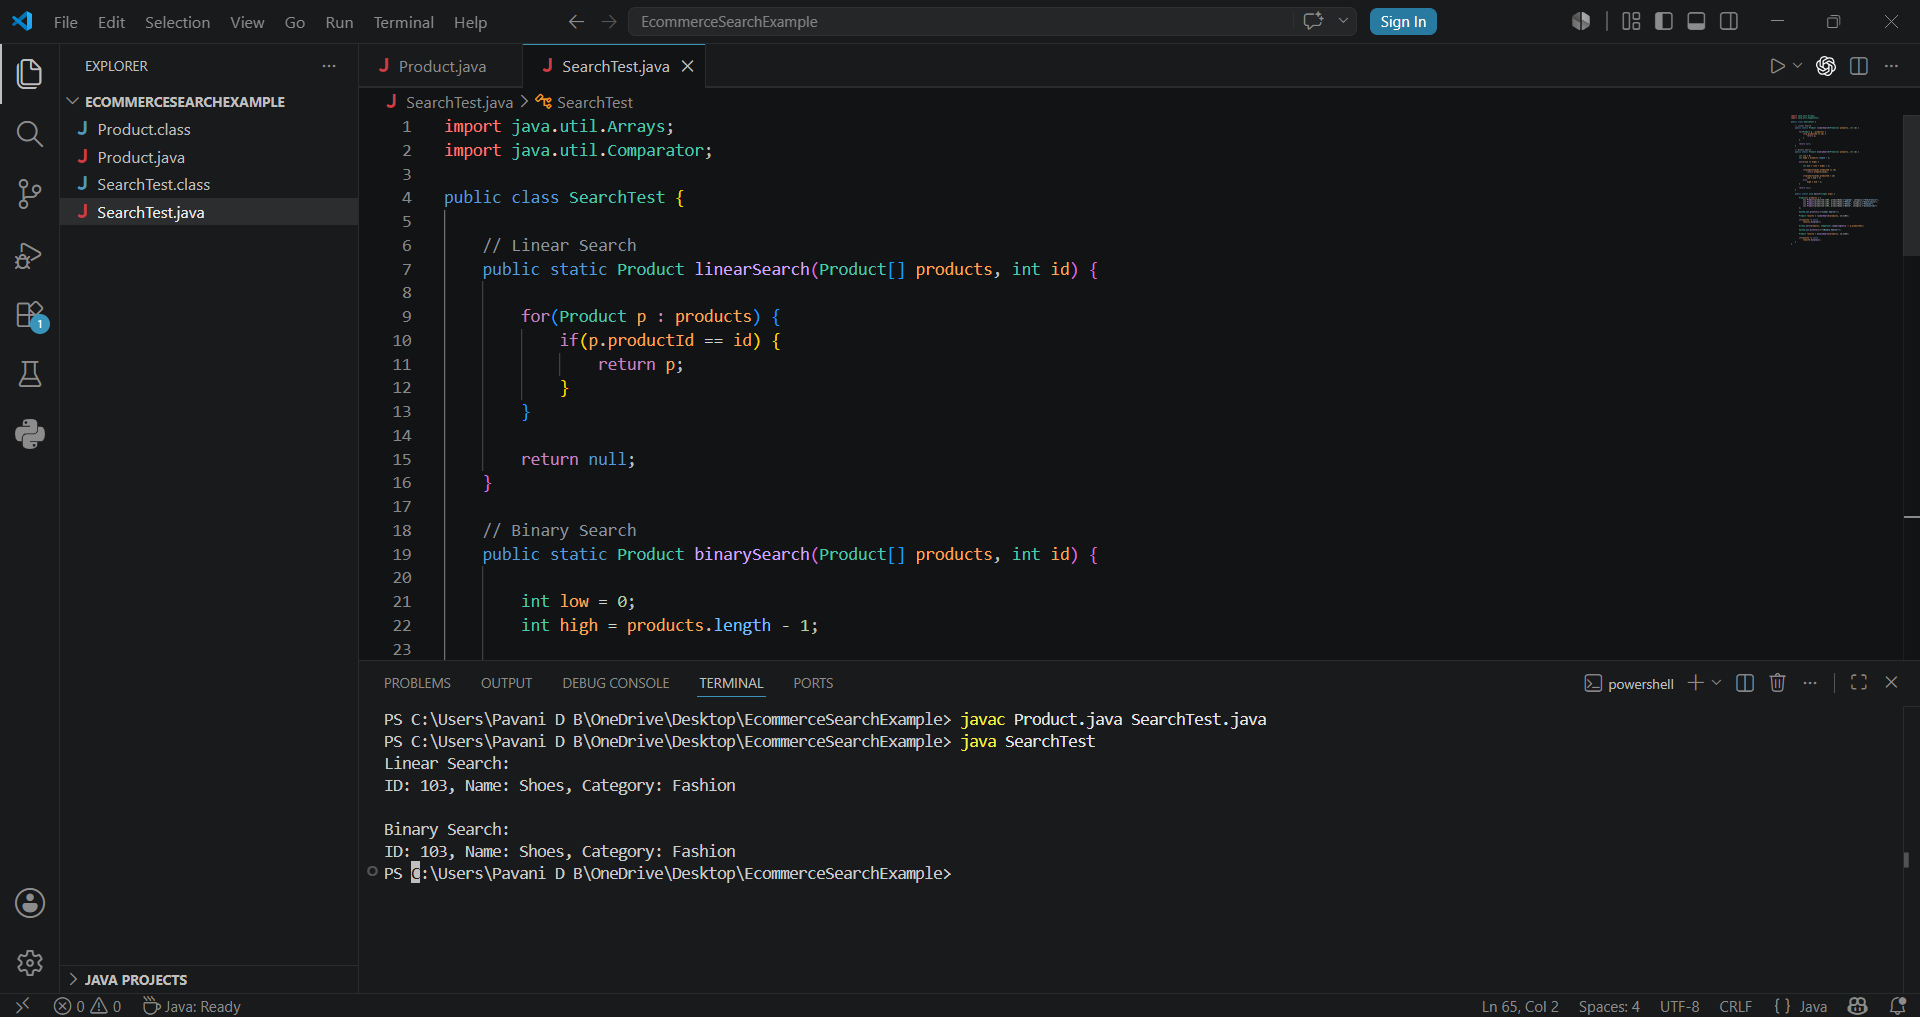 File Edit Selection View Go Run Terminal Help
EcommerceSearchExample
Sign In
EXPLORER
ECOMMERCESEARCHEXAMPLE
J Product.class
J Product.java
J SearchTest.class
J SearchTest.java
J Product.java
J SearchTest.java
J SearchTest.java > SearchTest
1 import java.util.Arrays;
2 import java.util.Comparator;
3
4 public class SearchTest {
5
6 // Linear Search
7 public static Product linearSearch(Product[] products, int id) {
8
9 for(Product p : products) {
10 if(p.productId == id) {
11 return p;
12 }
13 }
14
15 return null;
16 }
17
18 // Binary Search
19 public static Product binarySearch(Product[] products, int id) {
20
21 int low = 0;
22 int high = products.length - 1;
23
1
PROBLEMS OUTPUT DEBUG CONSOLE TERMINAL PORTS
powershell
PS C:\Users\Pavani D B\OneDrive\Desktop\EcommerceSearchExample> javac Product.java SearchTest.java
PS C:\Users\Pavani D B\OneDrive\Desktop\EcommerceSearchExample> java SearchTest
Linear Search:
ID: 103, Name: Shoes, Category: Fashion
Binary Search:
ID: 103, Name: Shoes, Category: Fashion
PS C:\Users\Pavani D B\OneDrive\Desktop\EcommerceSearchExample>
JAVA PROJECTS
0 0 Java: Ready
Ln 65, Col 2 Spaces: 4 UTF-8 CRLF { } Java